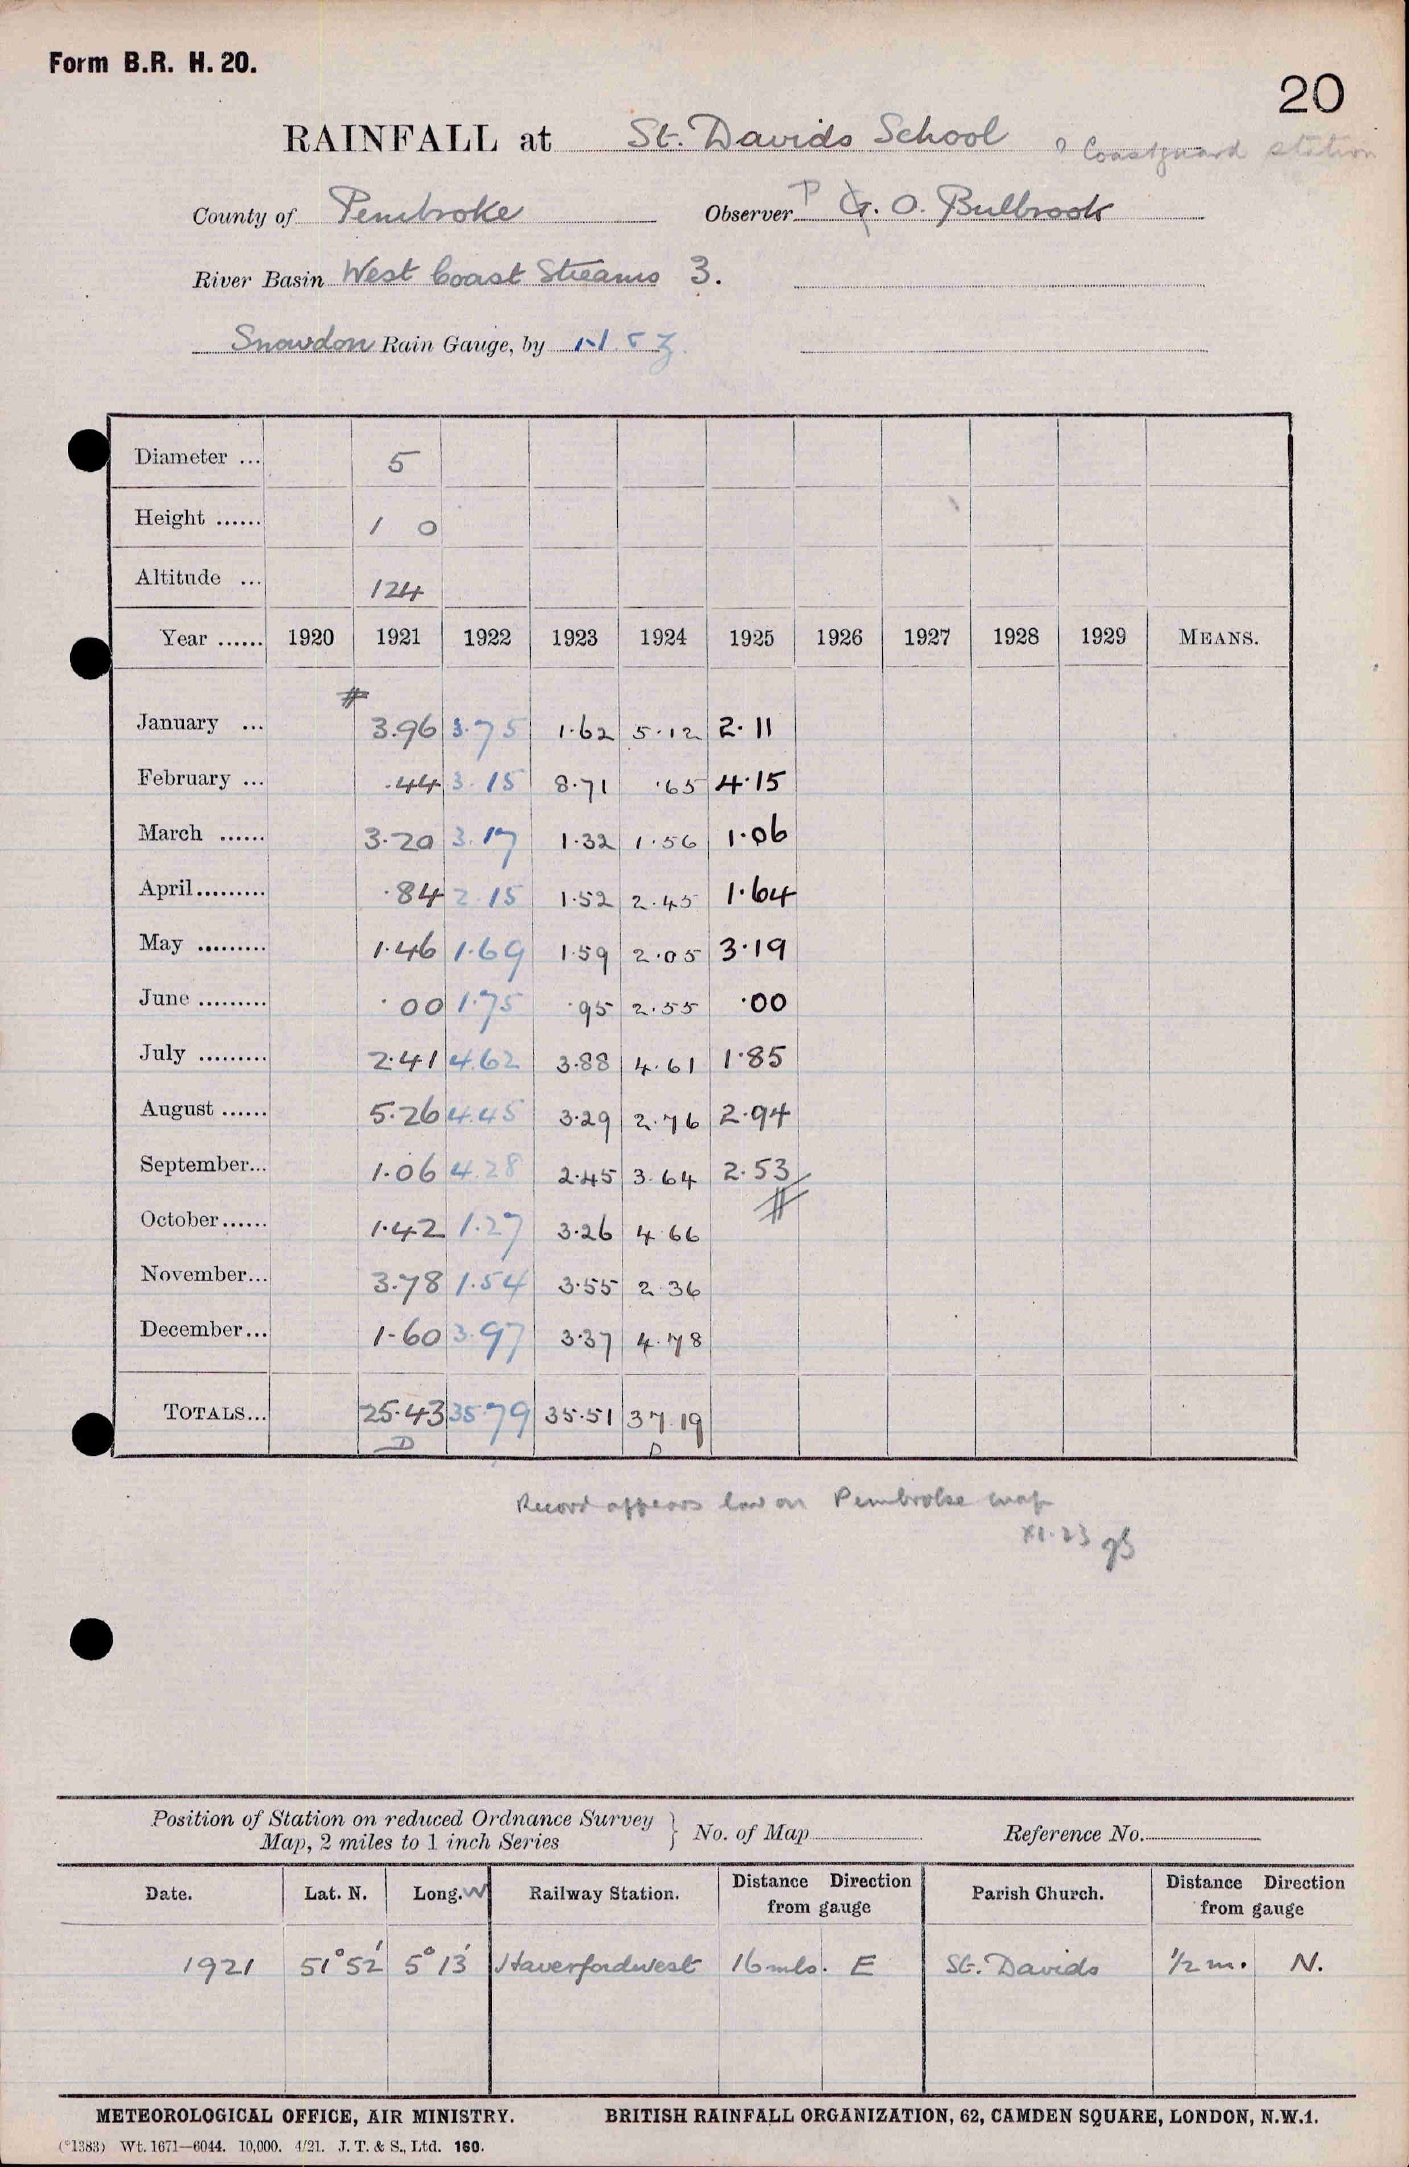 Form B.R. H. 20.
20
RAINFALL at St. Davids School ? Coastguard station
County of Pembroke Observer P G. O. Bulbrook
River Basin West Coast Streams 3.
Snowdon Rain Gauge, by
Diameter ... 5
Height ...... 1 0
Altitude ... 124
Year ...... 1920 1921 1922 1923 1924 1925 1926 1927 1928 1929 MEANS.
January ... 3.96 3.75 1.62 5.12 2.11
February ... .44 3.15 8.71 .65 4.15
March ...... 3.20 3.17 1.32 1.56 1.06
April......... .84 2.15 1.52 2.45 1.64
May ......... 1.46 1.69 1.59 2.05 3.19
June ......... .00 1.75 .95 2.55 .00
July ......... 2.41 4.62 3.88 4.61 1.85
August ...... 5.26 4.45 3.29 2.76 2.94
September... 1.06 4.28 2.45 3.64 2.53
October...... 1.42 1.27 3.26 4.66
November... 3.78 1.54 3.55 2.36
December... 1.60 3.97 3.37 4.78
TOTALS... 25.43 35.79 35.51 37.19
D D
Record appears low on Pembroke map
XI.23
Position of Station on reduced Ordnance Survey
Map, 2 miles to 1 inch Series } No. of Map Reference No.
Date. Lat. N. Long. W Railway Station. Distance Direction from gauge Parish Church. Distance Direction from gauge
1921 51° 52' 5° 13' Haverfordwest 16 mls. E St. Davids 1/2 m. N.
METEOROLOGICAL OFFICE, AIR MINISTRY. BRITISH RAINFALL ORGANIZATION, 62, CAMDEN SQUARE, LONDON, N.W.1.
(*1383) Wt. 1671—6044. 10,000. 4/21. J. T. & S., Ltd. 160.